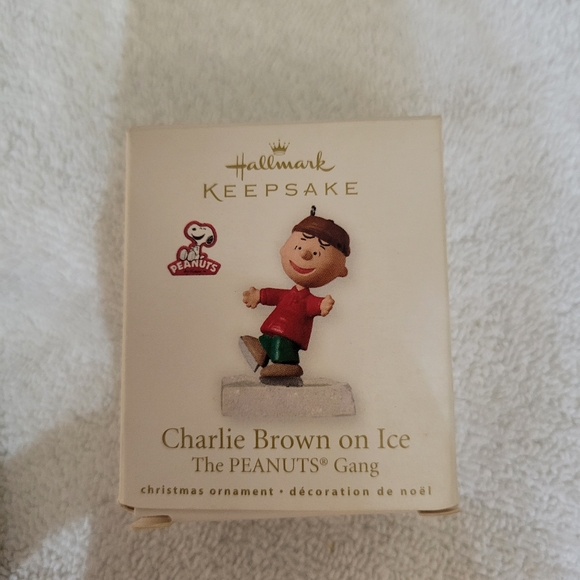 Hallmark
KEEPSAKE
PEANUTS
Charlie Brown on Ice
The PEANUTS® Gang
christmas ornament • décoration de noël